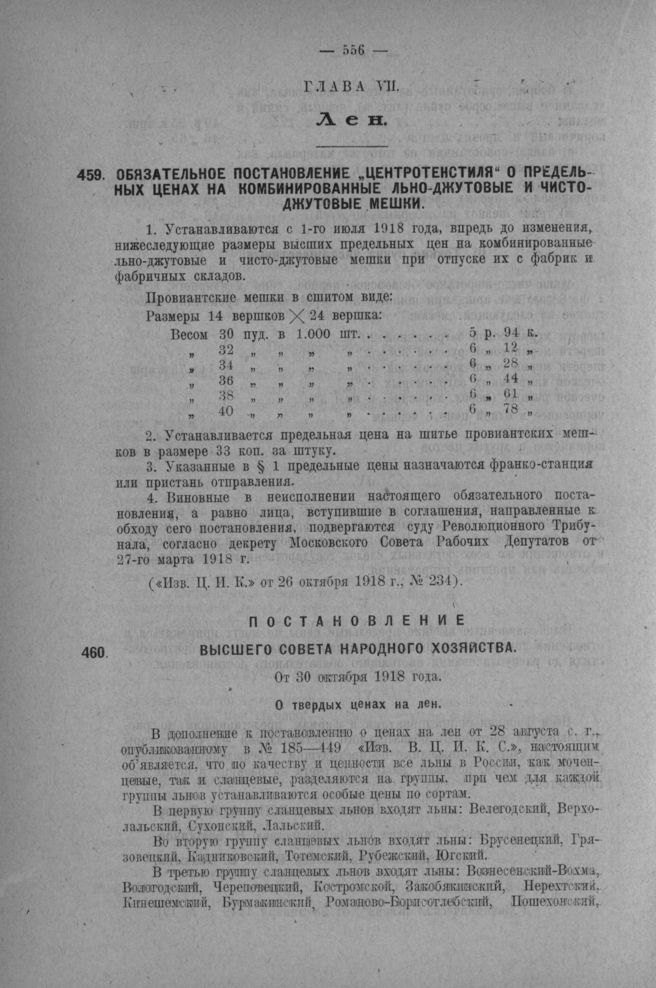 — 556 —
ГЛАВА VII.
Лен.
459. ОБЯЗАТЕЛЬНОЕ ПОСТАНОВЛЕНИЕ „ЦЕНТРОТЕНСТИЛЯ“ О ПРЕДЕЛЬ-
НЫХ ЦЕНАХ НА КОМБИНИРОВАННЫЕ ЛЬНО-ДЖУТОВЫЕ И ЧИСТО-
ДЖУТОВЫЕ МЕШКИ.
1. Устанавливаются с 1-го июля 1918 года, впредь до изменения,
нижеследующие размеры высших предельных цен на комбинированные
льно-джутовые и чисто-джутовые мешки при отпуске их с фабрик и
фабричных складов.
Провиантские мешки в сшитом виде:
Размеры 14 вершков × 24 вершка:
Весом 30 пуд. в 1.000 шт. . . . . . . 5 р. 94 к.
„ 32 „ „ „ „ . . . . . . 6 „ 12 „
„ 34 „ „ „ „ . . . . . . 6 „ 28 „
„ 36 „ „ „ „ . . . . . . 6 „ 44 „
„ 38 „ „ „ „ . . . . . . 6 „ 61 „
„ 40 „ „ „ „ . . . . . . 6 „ 78 „
2. Устанавливается предельная цена на шитье провиантских меш-
ков в размере 33 коп. за штуку.
3. Указанные в § 1 предельные цены назначаются франко-станция
или пристань отправления.
4. Виновные в неисполнении настоящего обязательного поста-
новления, а равно лица, вступившие в соглашения, направленные к
обходу сего постановления, подвергаются суду Революционного Трибу-
нала, согласно декрету Московского Совета Рабочих Депутатов от
27-го марта 1918 г.
(«Изв. Ц. И. К.» от 26 октября 1918 г., № 234).
ПОСТАНОВЛЕНИЕ
460. ВЫСШЕГО СОВЕТА НАРОДНОГО ХОЗЯЙСТВА.
От 30 октября 1918 года.
О твердых ценах на лен.
В дополнение к постановлению о ценах на лен от 28 августа с. г.,
опубликованному в № 185—449 «Изв. В. Ц. И. К. С.», настоящим
об’является, что по качеству и ценности все льны в России, как мочен-
цевые, так и сланцевые, разделяются на группы, при чем для каждой
группы льнов устанавливаются особые цены по сортам.
В первую группу сланцевых льнов входят льны: Велегодский, Верхо-
лальский, Сухонский, Лальский.
Во вторую группу сланцевых льнов входят льны: Брусенецкий, Гря-
зовецкий, Кадниковский, Тотемский, Рубежский, Югский.
В третью группу сланцевых льнов входят льны: Вознесенский-Вохма,
Вологодский, Череповецкий, Костромской, Закобякинский, Нерехтский,
Кинешемский, Бурмакинский, Романово-Борисотлебский, Пошехонский,